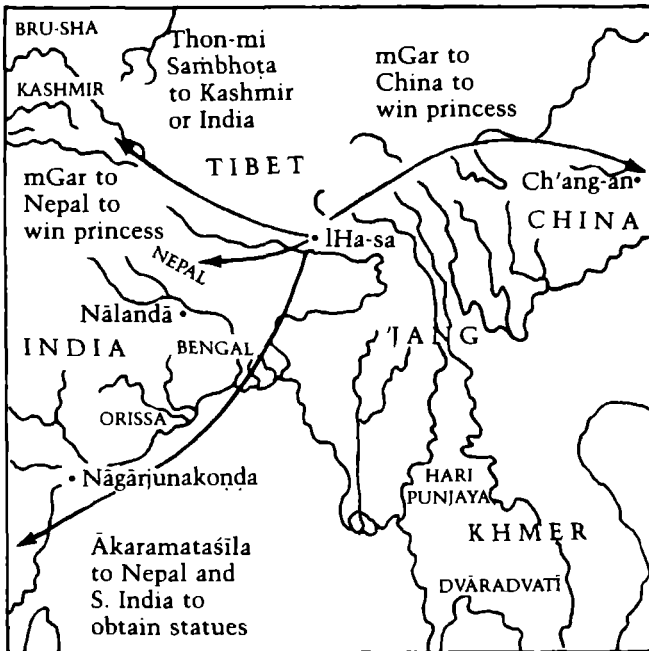 BRU-SHA
Thon-mi
Saṁbhoṭa
to Kashmir
or India
mGar to
China to
win princess
KASHMIR
TIBET
mGar to
Nepal to
win princess
Ch'ang-an
CHINA
lHa-sa
NEPAL
Nālandā
INDIA
BENGAL
'JANG
ORISSA
Nāgārjunakoṇḍa
HARI
PUNJAYA
KHMER
Ākaramataśīla
to Nepal and
S. India to
obtain statues
DVĀRADVATĪ